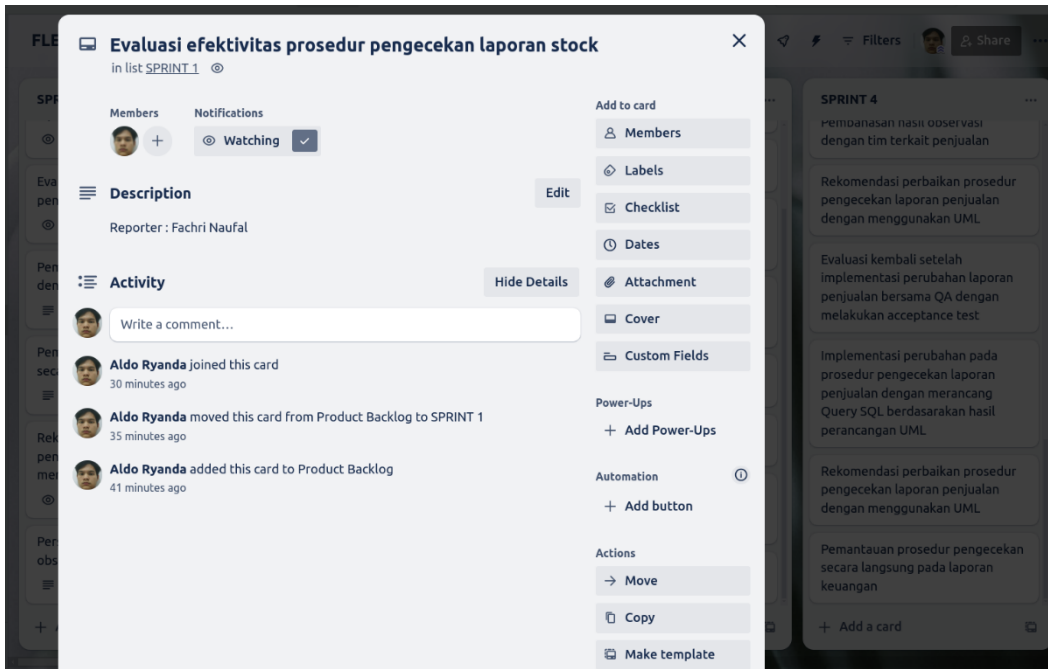 FLE
Filters
Share
Evaluasi efektivitas prosedur pengecekan laporan stock
in list SPRINT 1
Members
Notifications
Watching
Description
Edit
Reporter : Fachri Naufal
Activity
Hide Details
Write a comment…
Aldo Ryanda joined this card
30 minutes ago
Aldo Ryanda moved this card from Product Backlog to SPRINT 1
35 minutes ago
Aldo Ryanda added this card to Product Backlog
41 minutes ago
Add to card
Members
Labels
Checklist
Dates
Attachment
Cover
Custom Fields
Power-Ups
+ Add Power-Ups
Automation
+ Add button
Actions
→ Move
Copy
Make template
SPRINT 4
Pembahasan hasil observasi
dengan tim terkait penjualan
Rekomendasi perbaikan prosedur
pengecekan laporan penjualan
dengan menggunakan UML
Evaluasi kembali setelah
implementasi perubahan laporan
penjualan bersama QA dengan
melakukan acceptance test
Implementasi perubahan pada
prosedur pengecekan laporan
penjualan dengan merancang
Query SQL berdasarakan hasil
perancangan UML
Rekomendasi perbaikan prosedur
pengecekan laporan penjualan
dengan menggunakan UML
Pemantauan prosedur pengecekan
secara langsung pada laporan
keuangan
+ Add a card